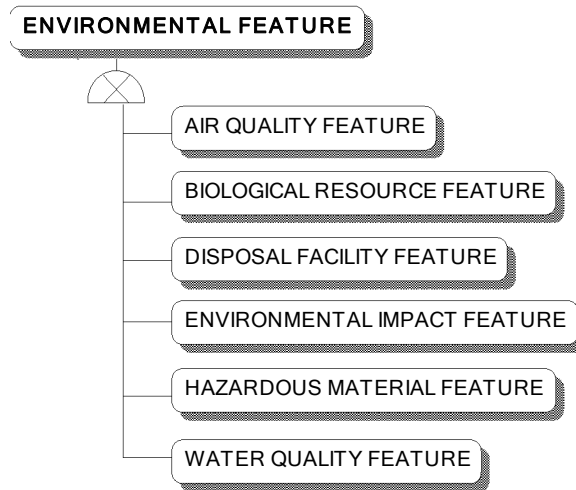 ENVIRONMENTAL FEATURE
AIR QUALITY FEATURE
BIOLOGICAL RESOURCE FEATURE
DISPOSAL FACILITY FEATURE
ENVIRONMENTAL IMPACT FEATURE
HAZARDOUS MATERIAL FEATURE
WATER QUALITY FEATURE